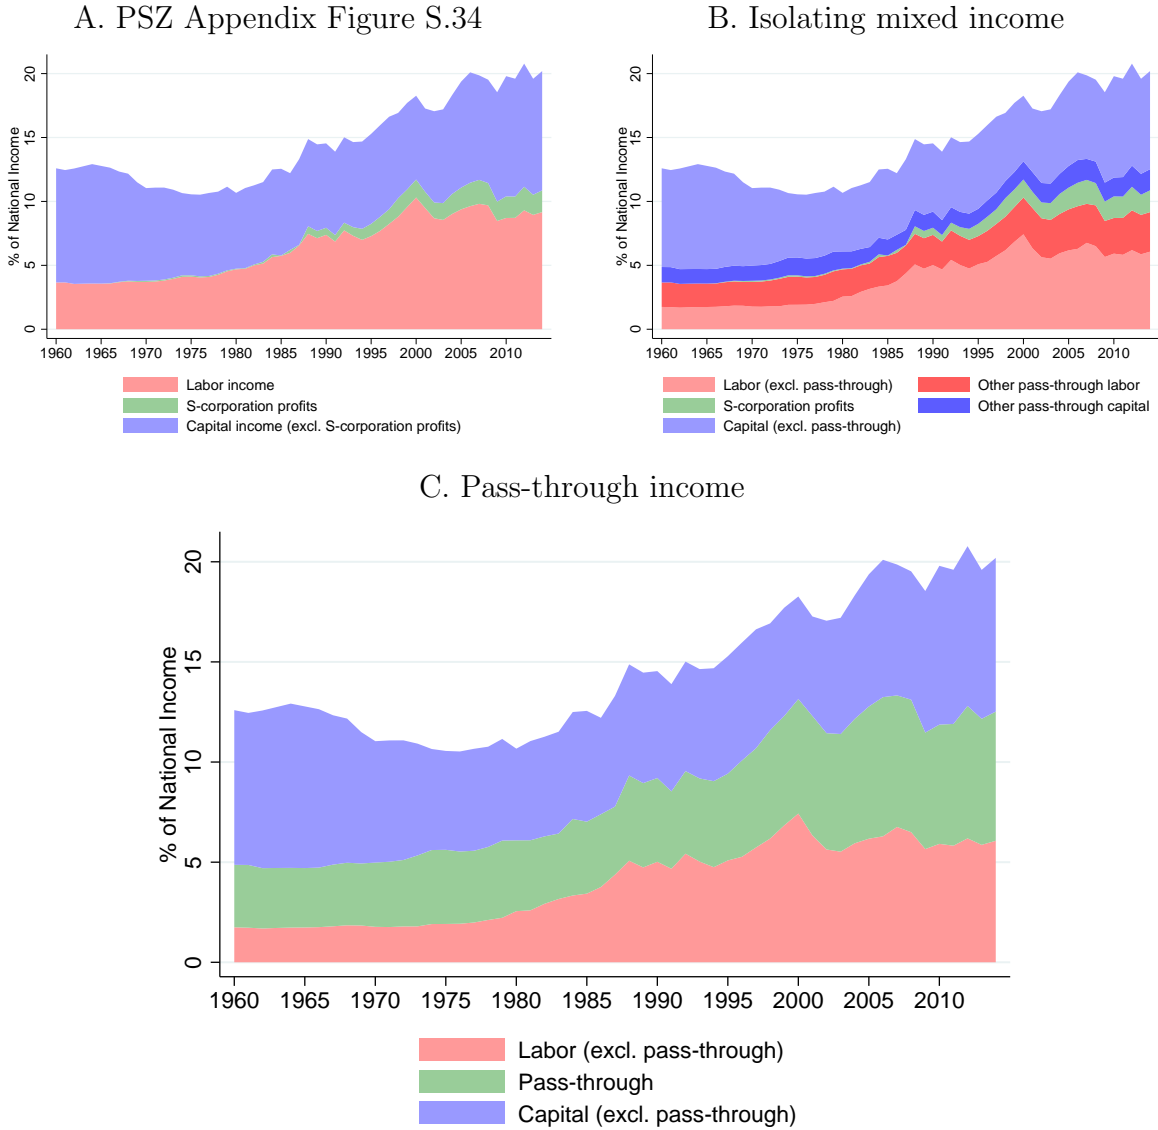 A. PSZ Appendix Figure S.34
% of National Income
20
15
10
5
0
1960 1965 1970 1975 1980 1985 1990 1995 2000 2005 2010
Labor income
S-corporation profits
Capital income (excl. S-corporation profits)
B. Isolating mixed income
% of National Income
20
15
10
5
0
1960 1965 1970 1975 1980 1985 1990 1995 2000 2005 2010
Labor (excl. pass-through)
S-corporation profits
Capital (excl. pass-through)
Other pass-through labor
Other pass-through capital
C. Pass-through income
% of National Income
20
15
10
5
0
1960 1965 1970 1975 1980 1985 1990 1995 2000 2005 2010
Labor (excl. pass-through)
Pass-through
Capital (excl. pass-through)